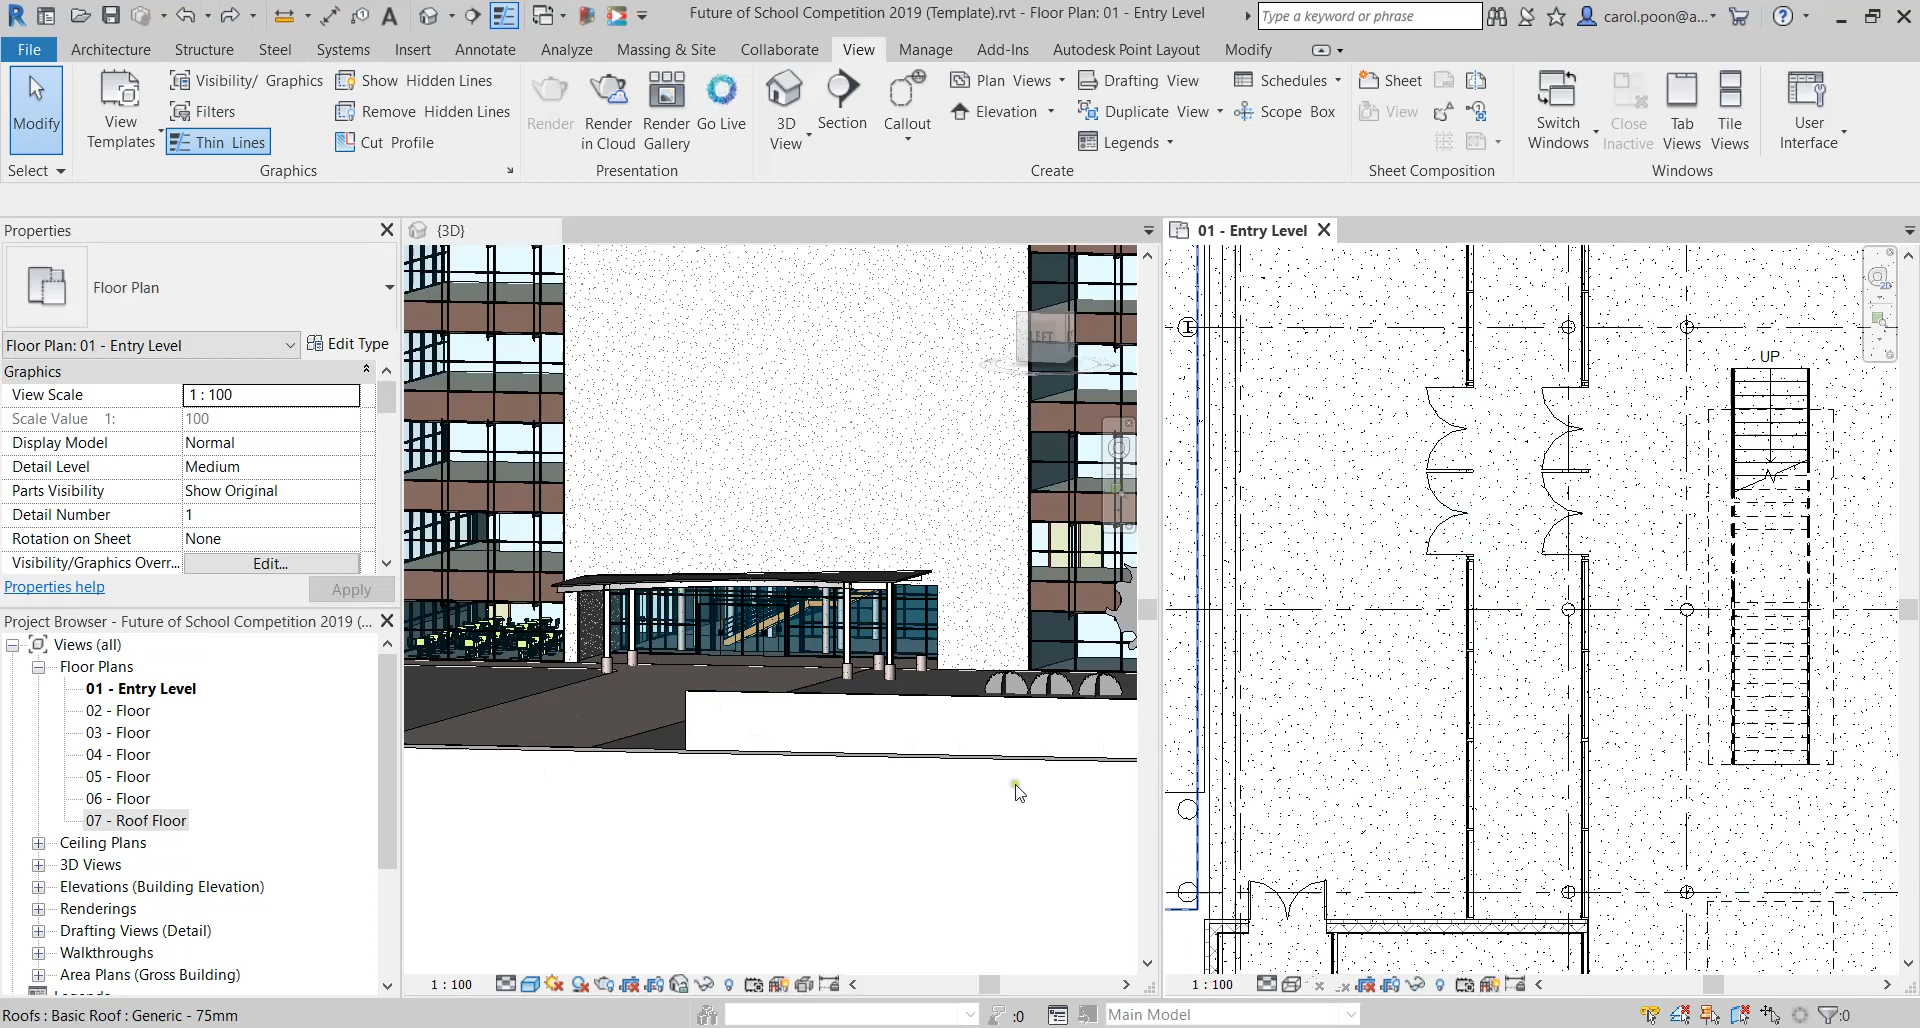 Future of School Competition 2019 (Template).rvt - Floor Plan: 01 - Entry Level
Type a keyword or phrase
carol.poon@a...
File Architecture Structure Steel Systems Insert Annotate Analyze Massing & Site Collaborate View Manage Add-Ins Autodesk Point Layout Modify
Modify
View
Templates
Visibility/ Graphics
Filters
Thin Lines
Show Hidden Lines
Remove Hidden Lines
Cut Profile
Render
Render
in Cloud
Render
Gallery
Go Live
3D
View
Section
Callout
Plan Views
Elevation
Drafting View
Duplicate View
Legends
Schedules
Scope Box
Sheet
View
Switch
Windows
Close
Inactive
Tab
Views
Tile
Views
User
Interface
Select Graphics Presentation Create Sheet Composition Windows
Properties
Floor Plan
Floor Plan: 01 - Entry Level
Edit Type
Graphics
View Scale 1 : 100
Scale Value 1: 100
Display Model Normal
Detail Level Medium
Parts Visibility Show Original
Detail Number 1
Rotation on Sheet None
Visibility/Graphics Overr... Edit...
Properties help
Apply
Project Browser - Future of School Competition 2019 (...
Views (all)
Floor Plans
01 - Entry Level
02 - Floor
03 - Floor
04 - Floor
05 - Floor
06 - Floor
07 - Roof Floor
Ceiling Plans
3D Views
Elevations (Building Elevation)
Renderings
Drafting Views (Detail)
Walkthroughs
Area Plans (Gross Building)
{3D}
LEFT
1 : 100
01 - Entry Level
2D
UP
1 : 100
Roofs : Basic Roof : Generic - 75mm
:0
Main Model
:0